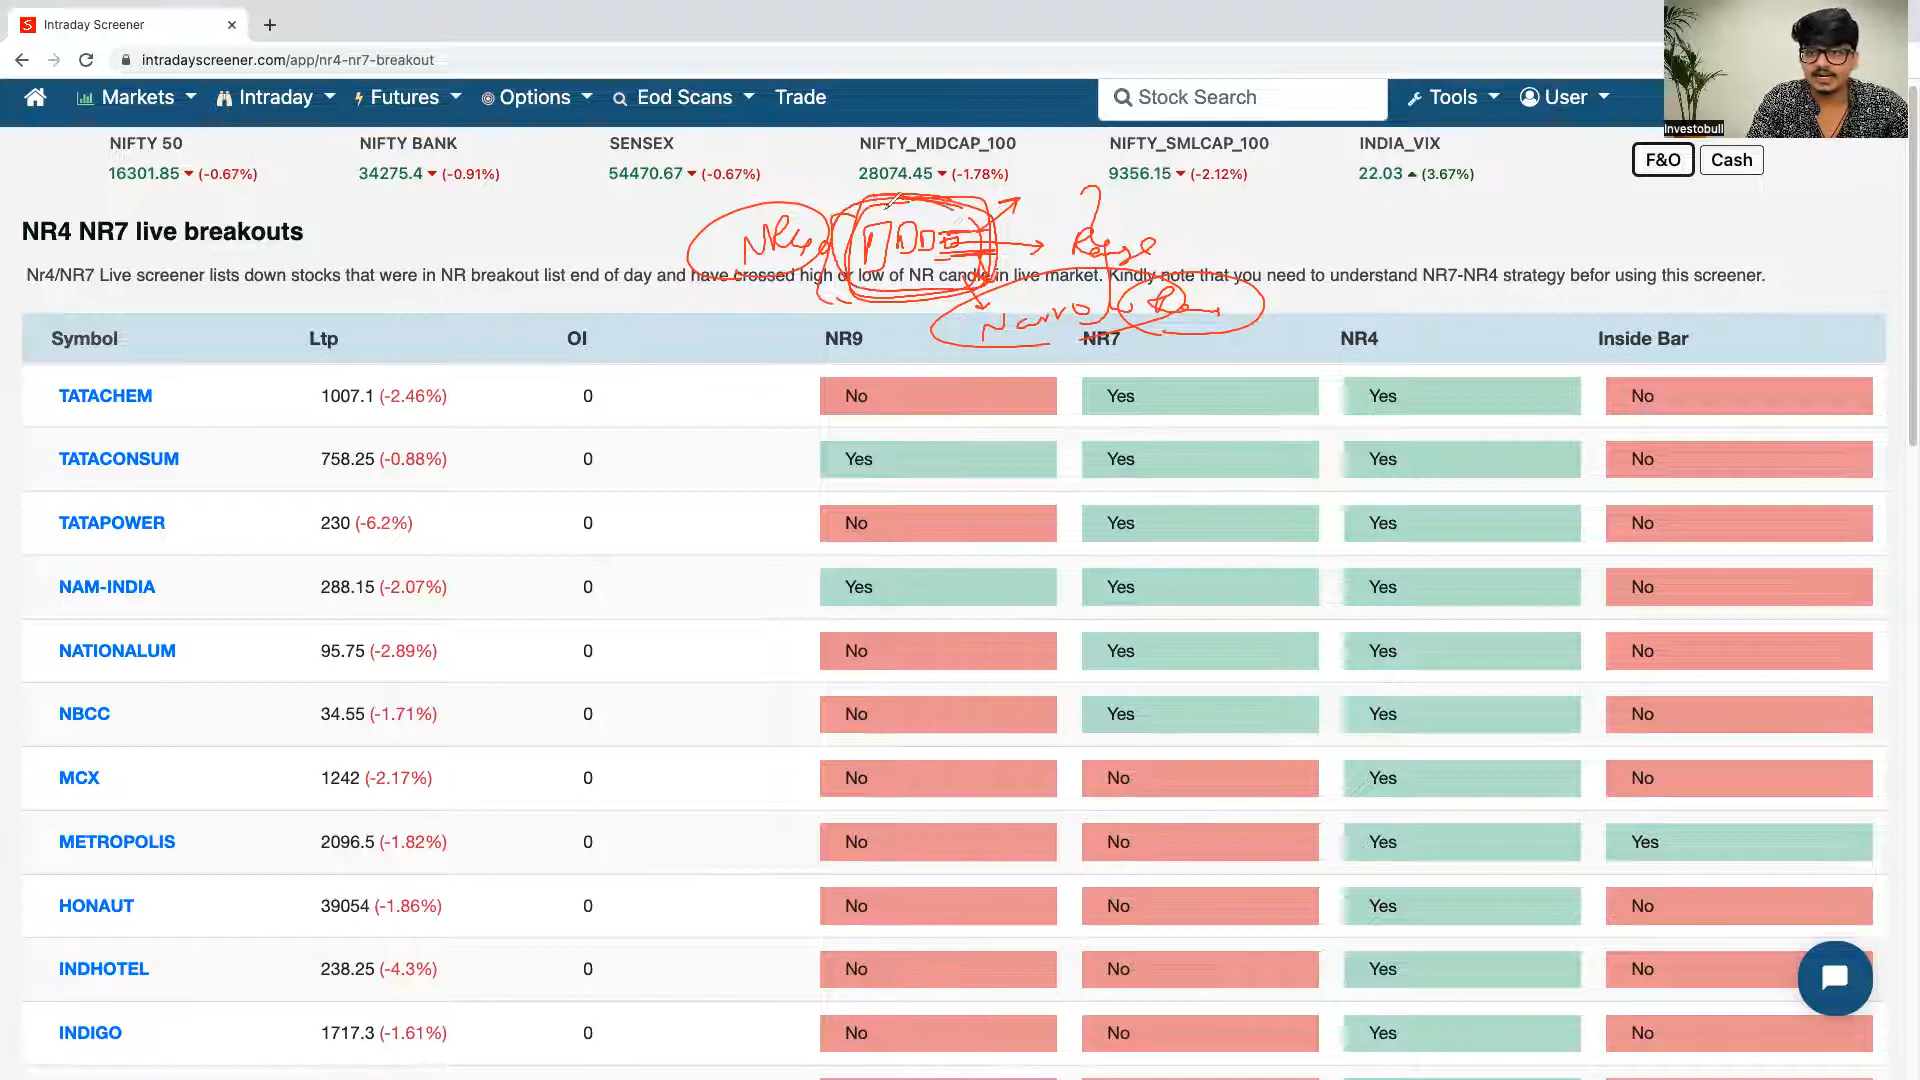 Intraday Screener
intradayscreener.com/app/nr4-nr7-breakout
Markets Intraday Futures Options Eod Scans Trade Stock Search Tools User
Investobull
NIFTY 50 NIFTY BANK SENSEX NIFTY_MIDCAP_100 NIFTY_SMLCAP_100 INDIA_VIX
16301.85 (-0.67%) 34275.4 (-0.91%) 54470.67 (-0.67%) 28074.45 (-1.78%) 9356.15 (-2.12%) 22.03 (3.67%)
F&O Cash
NR4 NR7 live breakouts
NR4
Nr4/NR7 Live screener lists down stocks that were in NR breakout list end of day and have crossed high or low of NR candle in live market. Kindly note that you need to understand NR7-NR4 strategy befor using this screener.
Symbol Ltp OI NR9 NR7 NR4 Inside Bar
TATACHEM 1007.1 (-2.46%) 0 No Yes Yes No
TATACONSUM 758.25 (-0.88%) 0 Yes Yes Yes No
TATAPOWER 230 (-6.2%) 0 No Yes Yes No
NAM-INDIA 288.15 (-2.07%) 0 Yes Yes Yes No
NATIONALUM 95.75 (-2.89%) 0 No Yes Yes No
NBCC 34.55 (-1.71%) 0 No Yes Yes No
MCX 1242 (-2.17%) 0 No No Yes No
METROPOLIS 2096.5 (-1.82%) 0 No No Yes Yes
HONAUT 39054 (-1.86%) 0 No No Yes No
INDHOTEL 238.25 (-4.3%) 0 No No Yes No
INDIGO 1717.3 (-1.61%) 0 No No Yes No